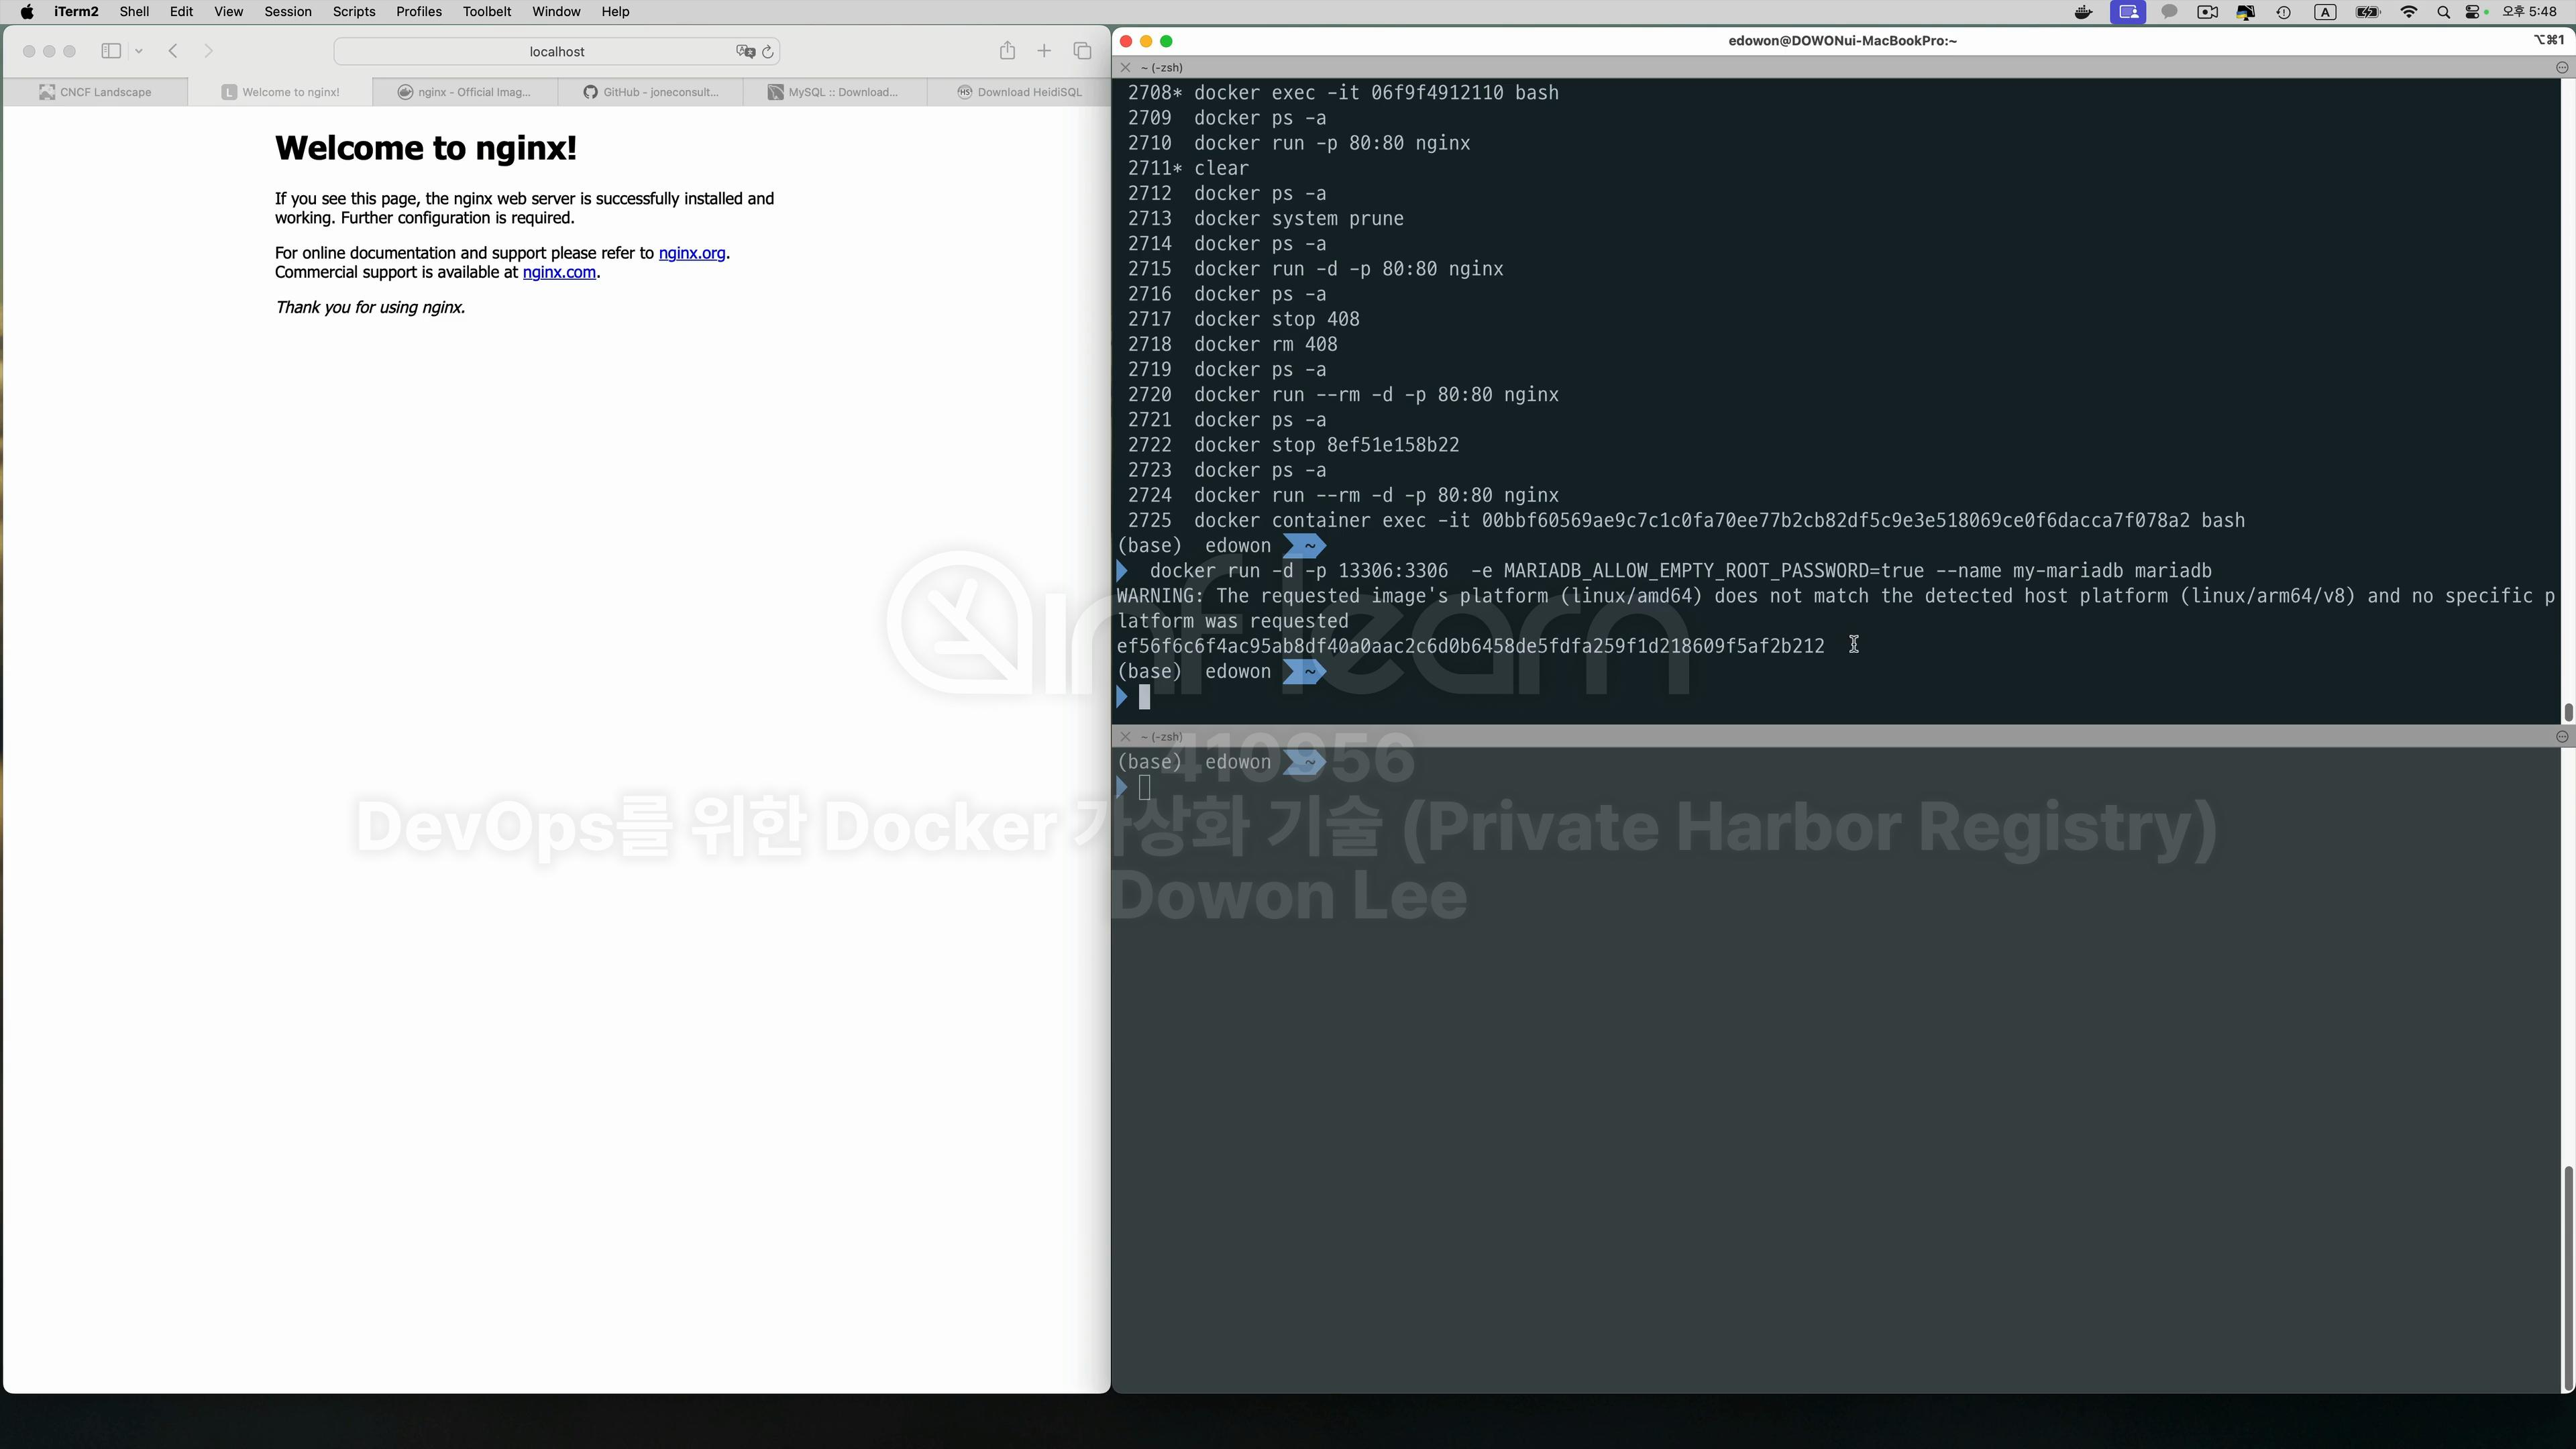 iTerm2 Shell Edit View Session Scripts Profiles Toolbelt Window Help
A 오후 5:48
localhost
CNCF Landscape
L Welcome to nginx!
nginx - Official Imag...
GitHub - joneconsult...
MySQL :: Download...
HS Download HeidiSQL
Welcome to nginx!
If you see this page, the nginx web server is successfully installed and
working. Further configuration is required.
For online documentation and support please refer to nginx.org.
Commercial support is available at nginx.com.
Thank you for using nginx.
edowon@DOWONui-MacBookPro:~
⌥⌘1
~ (-zsh)
2708* docker exec -it 06f9f4912110 bash
2709 docker ps -a
2710 docker run -p 80:80 nginx
2711* clear
2712 docker ps -a
2713 docker system prune
2714 docker ps -a
2715 docker run -d -p 80:80 nginx
2716 docker ps -a
2717 docker stop 408
2718 docker rm 408
2719 docker ps -a
2720 docker run --rm -d -p 80:80 nginx
2721 docker ps -a
2722 docker stop 8ef51e158b22
2723 docker ps -a
2724 docker run --rm -d -p 80:80 nginx
2725 docker container exec -it 00bbf60569ae9c7c1c0fa70ee77b2cb82df5c9e3e518069ce0f6dacca7f078a2 bash
(base) edowon ~
docker run -d -p 13306:3306 -e MARIADB_ALLOW_EMPTY_ROOT_PASSWORD=true --name my-mariadb mariadb
WARNING: The requested image's platform (linux/amd64) does not match the detected host platform (linux/arm64/v8) and no specific p
latform was requested
ef56f6c6f4ac95ab8df40a0aac2c6d0b6458de5fdfa259f1d218609f5af2b212
(base) edowon ~
~ (-zsh)
(base) edowon ~
inflearn
410956
DevOps를 위한 Docker 가상화 기술 (Private Harbor Registry)
Dowon Lee